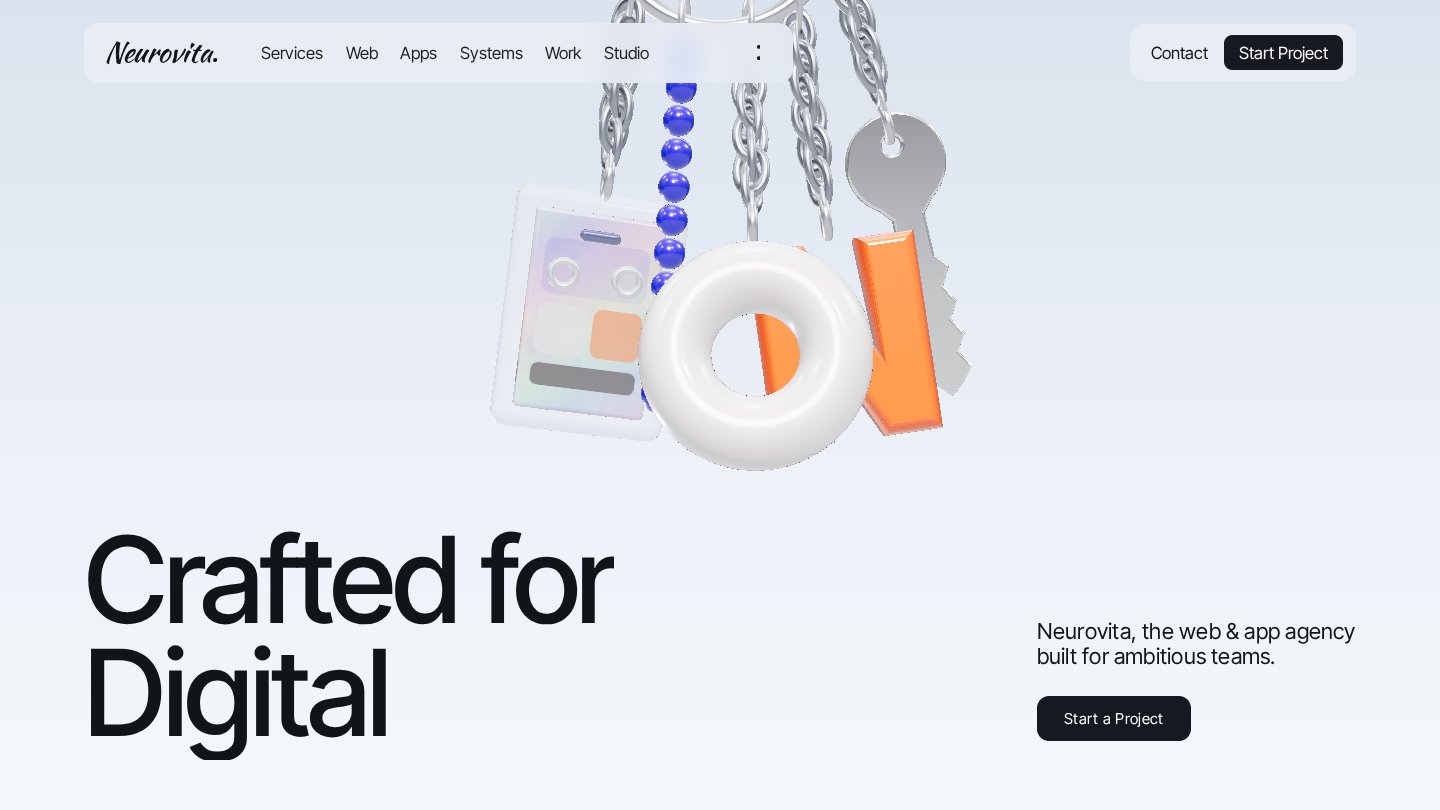 Neurovita. Services Web Apps Systems Work Studio : Contact Start Project
Crafted for
Digital
Neurovita, the web & app agency
built for ambitious teams.
Start a Project